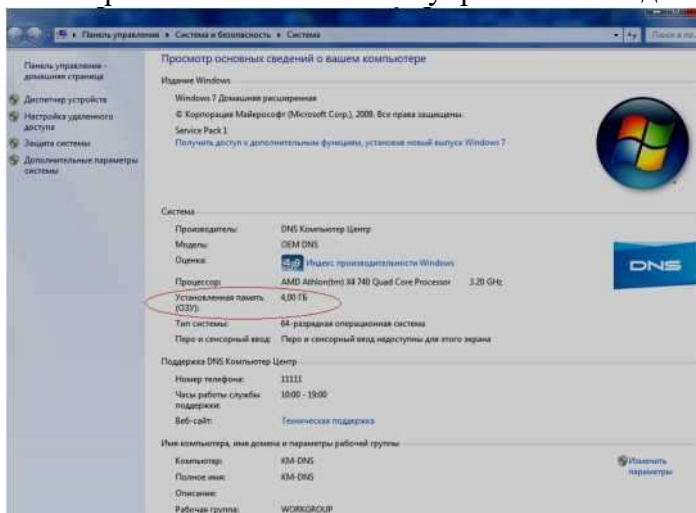 Панель управления ▸ Система и безопасность ▸ Система
Панель управления - домашняя страница
Диспетчер устройств
Настройка удаленного доступа
Защита системы
Дополнительные параметры системы
Просмотр основных сведений о вашем компьютере
Издание Windows
Windows 7 Домашняя расширенная
© Корпорация Майкрософт (Microsoft Corp.), 2009. Все права защищены.
Service Pack 1
Получить доступ к дополнительным функциям, установив новый выпуск Windows 7
Система
Производитель: DNS Компьютер Центр
Модель: OEM DNS
Оценка: 4,9 Индекс производительности Windows
Процессор: AMD Athlon(tm) X4 740 Quad Core Processor 3.20 GHz
Установленная память (ОЗУ): 4,00 ГБ
Тип системы: 64-разрядная операционная система
Перо и сенсорный ввод: Перо и сенсорный ввод недоступны для этого экрана
DNS
Поддержка DNS Компьютер Центр
Номер телефона: 11111
Часы работы службы поддержки: 10:00 - 19:00
Веб-сайт: Техническая поддержка
Имя компьютера, имя домена и параметры рабочей группы
Компьютер: KM-DNS
Полное имя: KM-DNS
Описание:
Рабочая группа: WORKGROUP
Изменить параметры